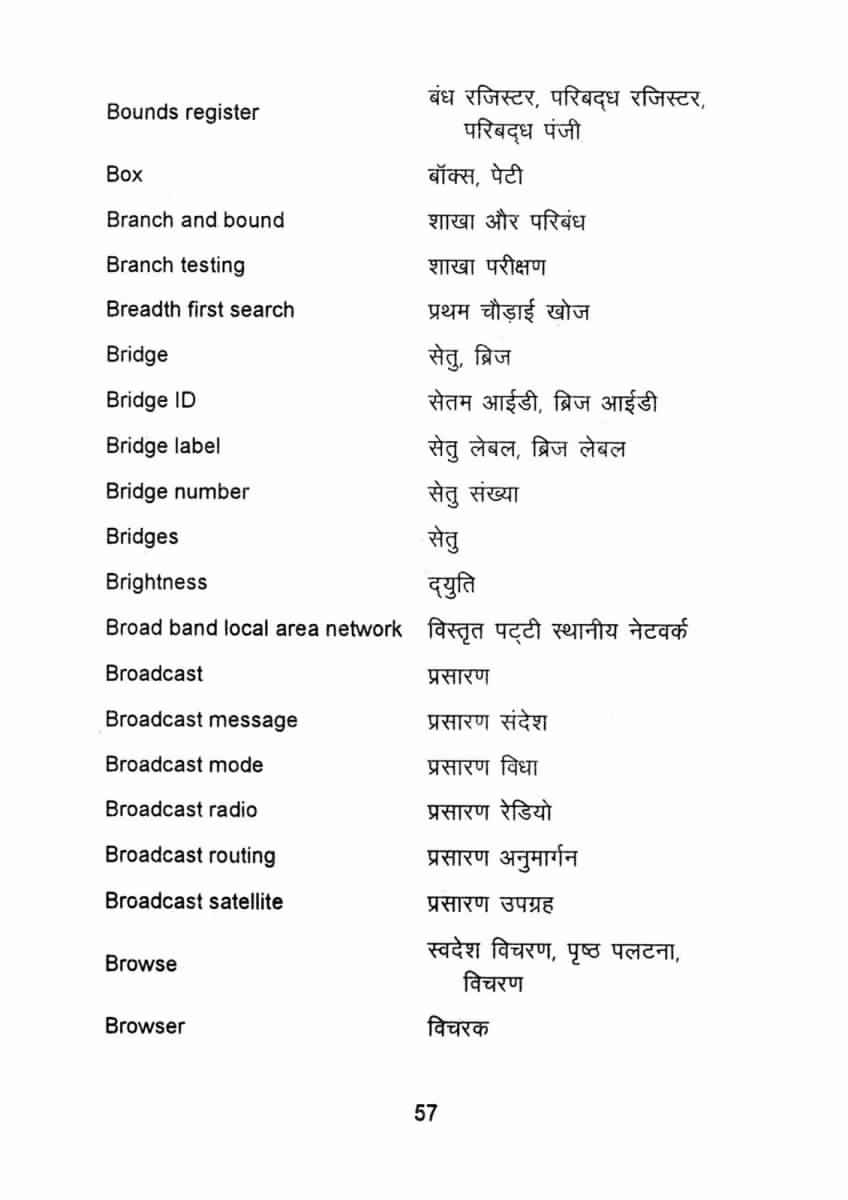 Bounds register बंध रजिस्टर, परिबद्ध रजिस्टर,
परिबद्ध पंजी
Box बॉक्स, पेटी
Branch and bound शाखा और परिबंध
Branch testing शाखा परीक्षण
Breadth first search प्रथम चौड़ाई खोज
Bridge सेतु, ब्रिज
Bridge ID सेतम आईडी, ब्रिज आईडी
Bridge label सेतु लेबल, ब्रिज लेबल
Bridge number सेतु संख्या
Bridges सेतु
Brightness द्युति
Broad band local area network विस्तृत पट्टी स्थानीय नेटवर्क
Broadcast प्रसारण
Broadcast message प्रसारण संदेश
Broadcast mode प्रसारण विधा
Broadcast radio प्रसारण रेडियो
Broadcast routing प्रसारण अनुमार्गन
Broadcast satellite प्रसारण उपग्रह
Browse स्वदेश विचरण, पृष्ठ पलटना,
विचरण
Browser विचरक
57